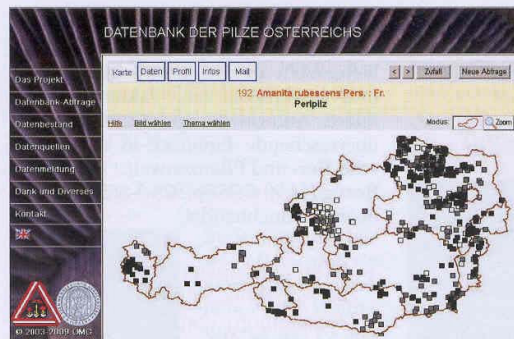 DATENBANK DER PILZE ÖSTERREICHS
Karte Daten Profil Infos Mail
< > Zufall Neue Abfrage
192. Amanita rubescens Pers. : Fr.
Perlpilz
Hilfe Bild wählen Thema wählen Modus: Zoom
Das Projekt
Datenbank-Abfrage
Datenbestand
Datenquellen
Datenmeldung
Dank und Diverses
Kontakt
© 2003-2009 ÖMG